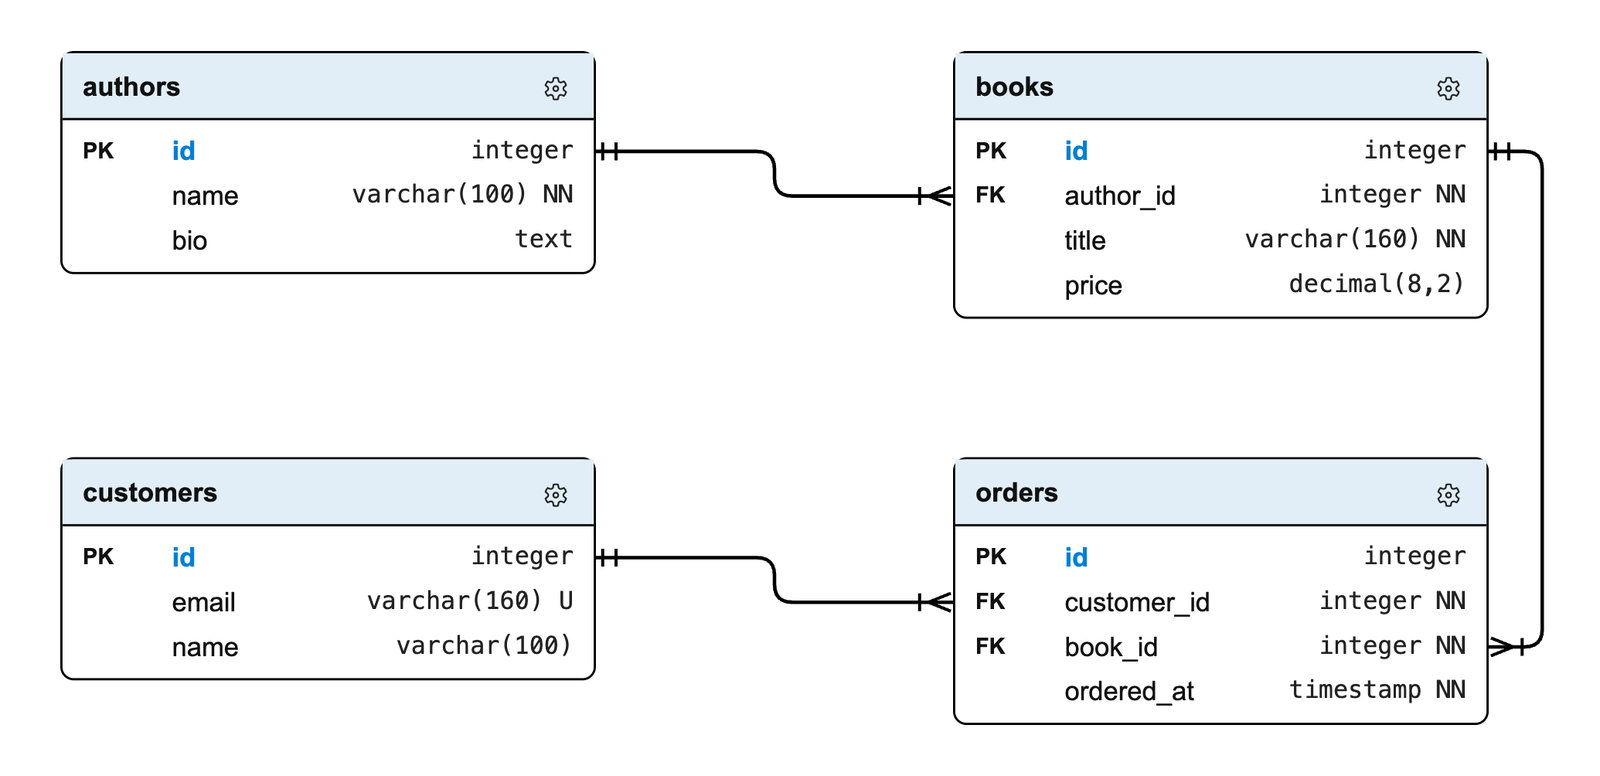 authors
PK id integer
name varchar(100) NN
bio text
books
PK id integer
FK author_id integer NN
title varchar(160) NN
price decimal(8,2)
customers
PK id integer
email varchar(160) U
name varchar(100)
orders
PK id integer
FK customer_id integer NN
FK book_id integer NN
ordered_at timestamp NN